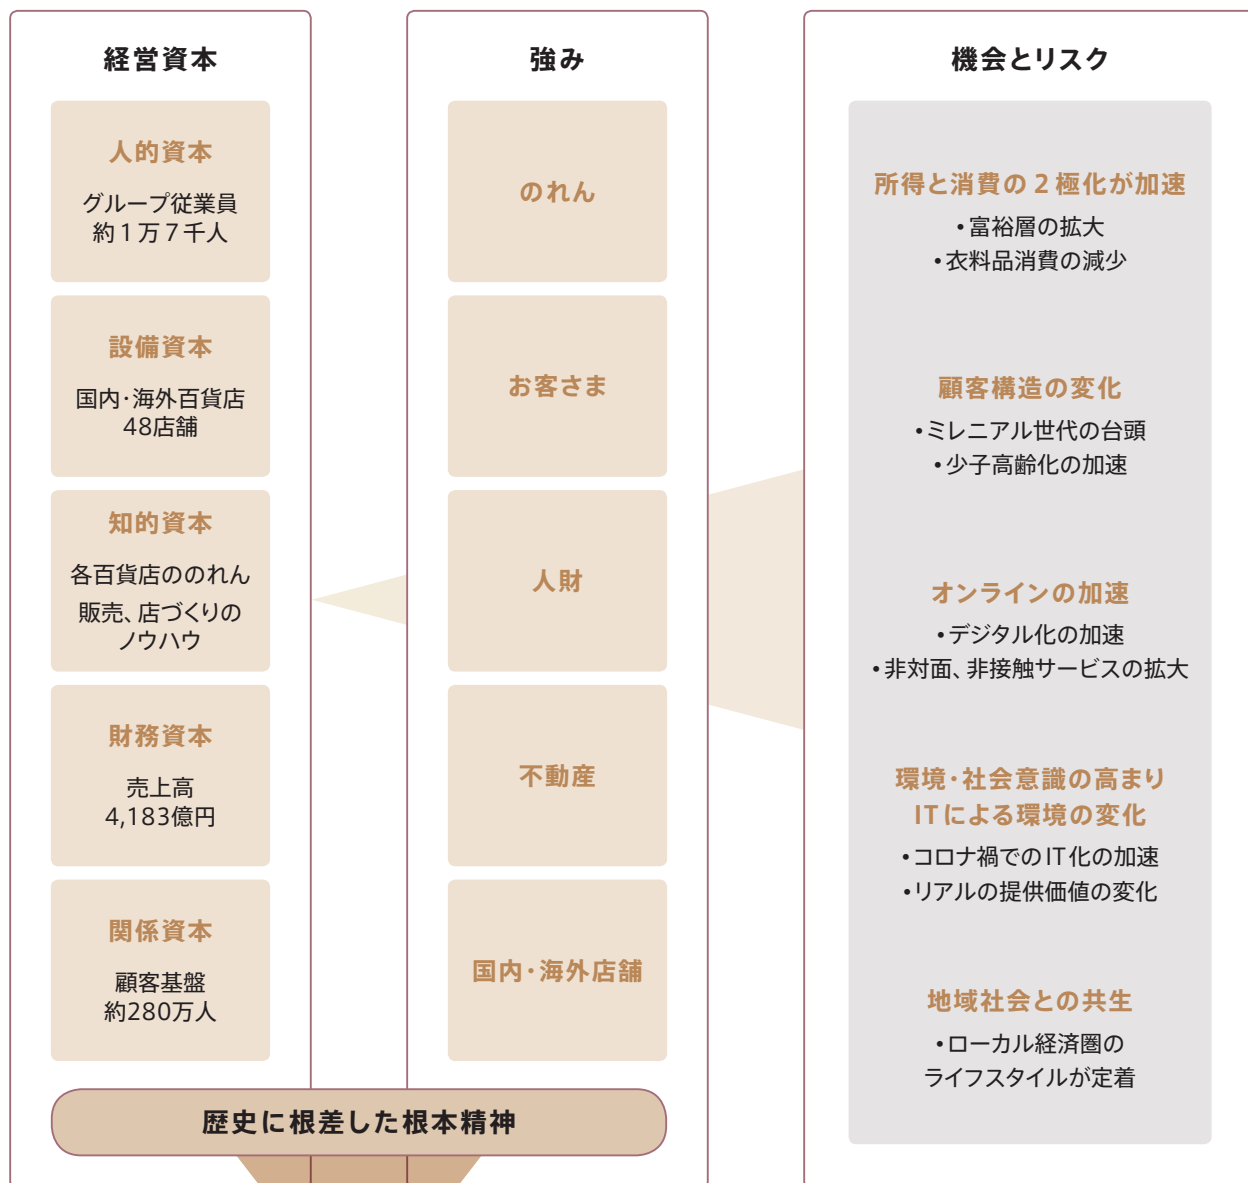 経営資本
人的資本
グループ従業員
約1万7千人
設備資本
国内・海外百貨店
48店舗
知的資本
各百貨店ののれん
販売、店づくりの
ノウハウ
財務資本
売上高
4,183億円
関係資本
顧客基盤
約280万人
強み
のれん
お客さま
人財
不動産
国内・海外店舗
歴史に根差した根本精神
機会とリスク
所得と消費の2極化が加速
•富裕層の拡大
•衣料品消費の減少
顧客構造の変化
•ミレニアル世代の台頭
•少子高齢化の加速
オンラインの加速
•デジタル化の加速
•非対面、非接触サービスの拡大
環境・社会意識の高まり
ITによる環境の変化
•コロナ禍でのIT化の加速
•リアルの提供価値の変化
地域社会との共生
•ローカル経済圏の
ライフスタイルが定着